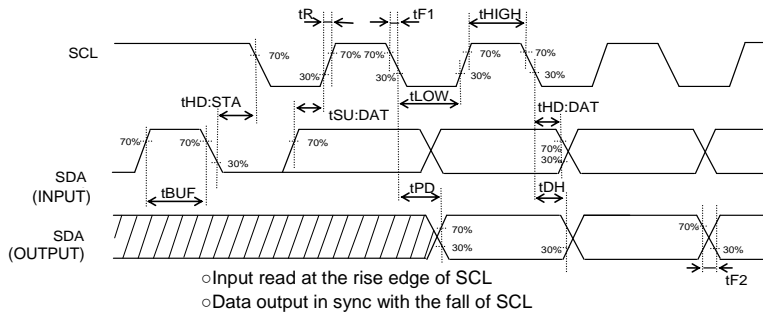 tR tF1 tHIGH
SCL 70% 30% 70% 70% 30% 30% 70% 70% 30%
tHD:STA tSU:DAT tLOW tHD:DAT
SDA
(INPUT)
70% 70% 30% 70% 70% 30%
tBUF tPD tDH
SDA
(OUTPUT)
70% 30% 30% 70% 30%
tF2
○Input read at the rise edge of SCL
○Data output in sync with the fall of SCL